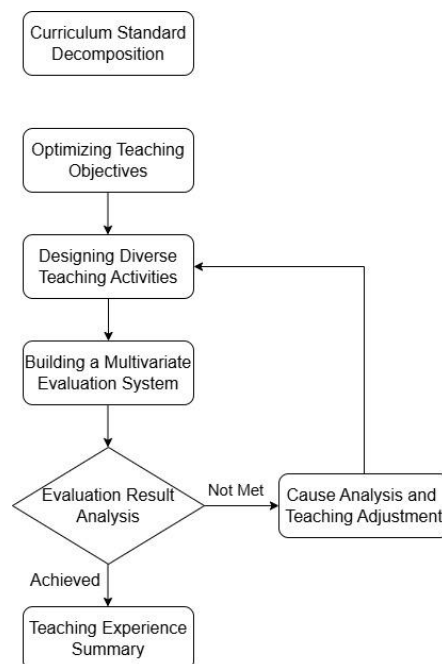 Curriculum Standard
Decomposition
Optimizing Teaching
Objectives
Designing Diverse
Teaching Activities
Building a Multivariate
Evaluation System
Evaluation Result
Analysis
Not Met
Cause Analysis and
Teaching Adjustment
Achieved
Teaching Experience
Summary